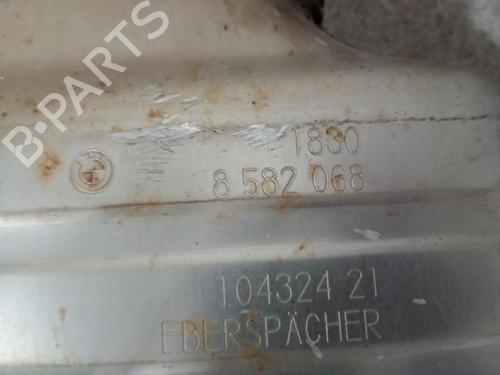 B-PARTS
1830
8 582 068
104324 21
EBERSPÄCHER